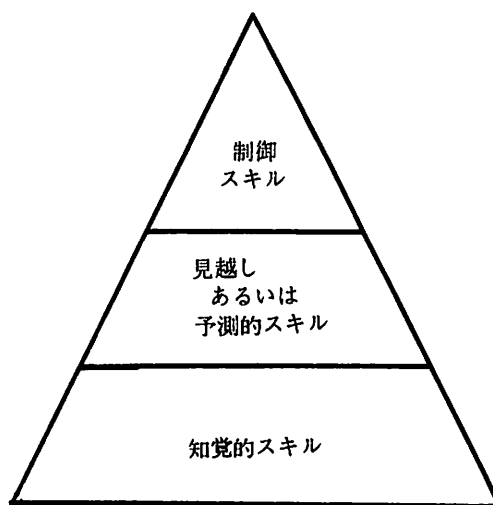 制御
スキル
見越し
あるいは
予測的スキル
知覚的スキル